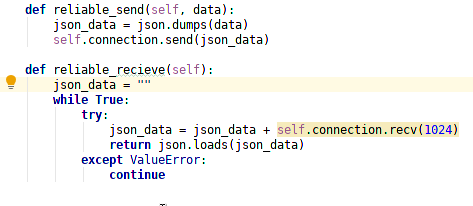 def reliable_send(self, data):
json_data = json.dumps(data)
self.connection.send(json_data)
def reliable_recieve(self):
json_data = ""
while True:
try:
json_data = json_data + self.connection.recv(1024)
return json.loads(json_data)
except ValueError:
continue